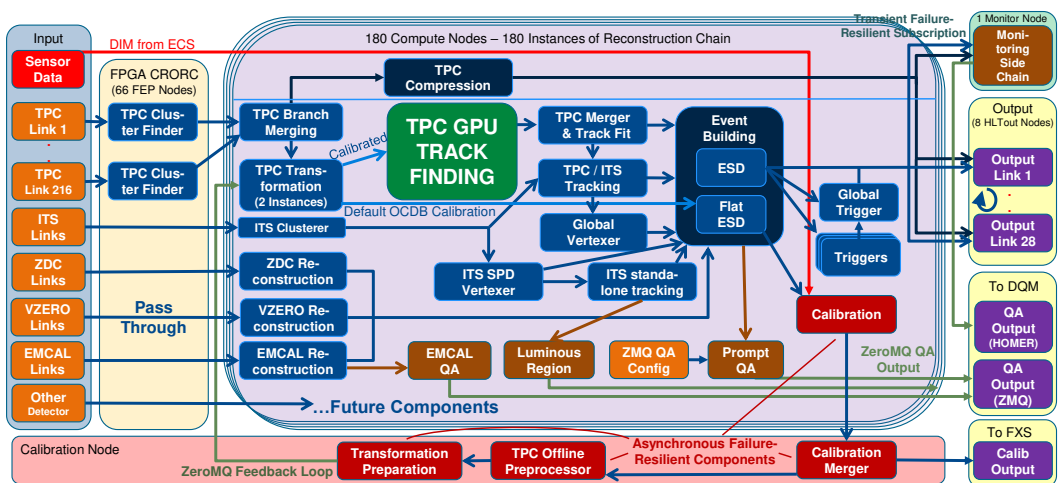 Input
Sensor
Data
TPC
Link 1
TPC
Link 216
ITS
Links
ZDC
Links
VZERO
Links
EMCAL
Links
Other
Detector
DIM from ECS
FPGA CRORC
(66 FEP Nodes)
TPC Clus-
ter Finder
TPC Clus-
ter Finder
Pass
Through
180 Compute Nodes – 180 Instances of Reconstruction Chain
TPC
Compression
TPC Branch
Merging
TPC Trans-
formation
(2 Instances)
Calibrated
TPC GPU
TRACK
FINDING
TPC Merger
& Track Fit
TPC / ITS
Tracking
Global
Vertexer
Default OCDB Calibration
ITS Clusterer
ITS SPD
Vertexer
ITS standa-
lone tracking
Event
Building
ESD
Flat
ESD
Global
Trigger
Triggers
ZDC Re-
construction
VZERO Re-
construction
EMCAL Re-
construction
EMCAL
QA
Luminous
Region
ZMQ QA
Config
Prompt
QA
Calibration
ZeroMQ QA
Output
...Future Components
Transient Failure-
Resilient Subscription
1 Monitor Node
Moni-
toring
Side
Chain
Output
(8 HLTout Nodes)
Output
Link 1
Output
Link 28
To DQM
QA
Output
(HOMER)
QA
Output
(ZMQ)
To FXS
Calib
Output
Calibration Node
ZeroMQ Feedback Loop
Transformation
Preparation
TPC Offline
Preprocessor
Asynchronous Failure-
Resilient Components
Calibration
Merger